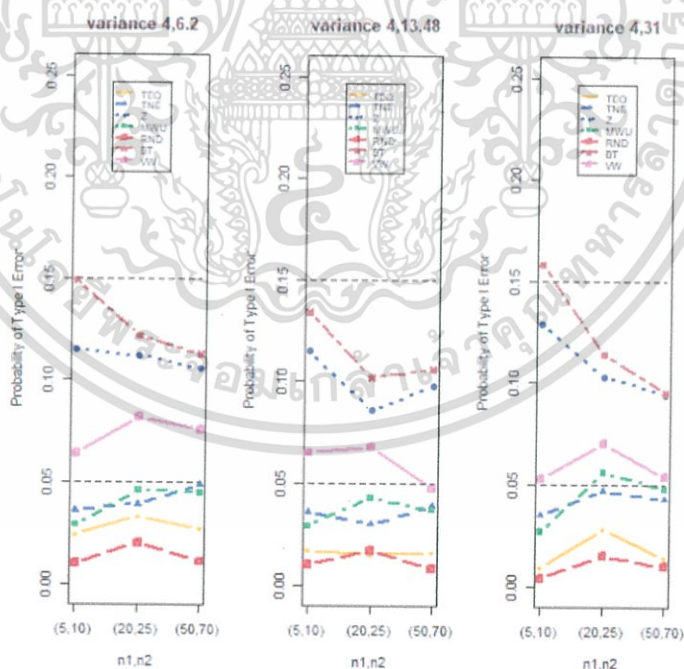 variance 4,6.2
variance 4,13.48
variance 4,31
Probability of Type I Error
0.25
0.20
0.15
0.10
0.05
0.00
TEQ
TNE
Z
MWU
RND
BT
VW
(5,10)
(20,25)
(50,70)
n1,n2
Probability of Type I Error
0.25
0.20
0.15
0.10
0.05
0.00
TEQ
TNE
Z
MWU
RND
BT
(5,10)
(20,25)
(50,70)
n1,n2
Probability of Type I Error
0.25
0.20
0.15
0.10
0.05
0.00
TEQ
TNE
Z
MWU
RND
BT
VW
(5,10)
(20,25)
(50,70)
n1,n2